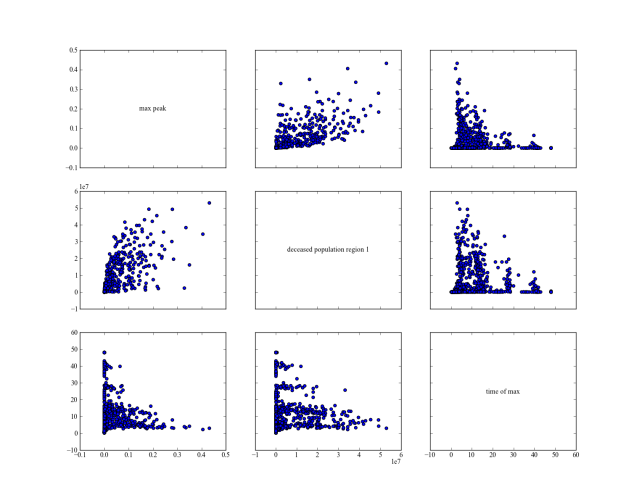 0.5
0.4
0.3
0.2
0.1
0.0
−0.1
max peak
1e7
6
5
4
3
2
1
0
−1
deceased population region 1
60
50
40
30
20
10
0
−10
−0.1 0.0 0.1 0.2 0.3 0.4 0.5
−1 0 1 2 3 4 5 6
1e7
time of max
−10 0 10 20 30 40 50 60